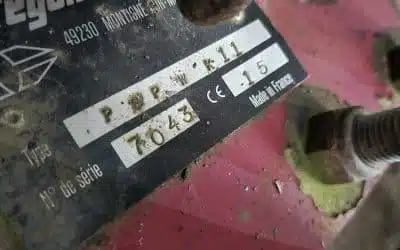 49230 MONTIGNE
Type P P W K11
N° de série 7043 CE 15
Made in France